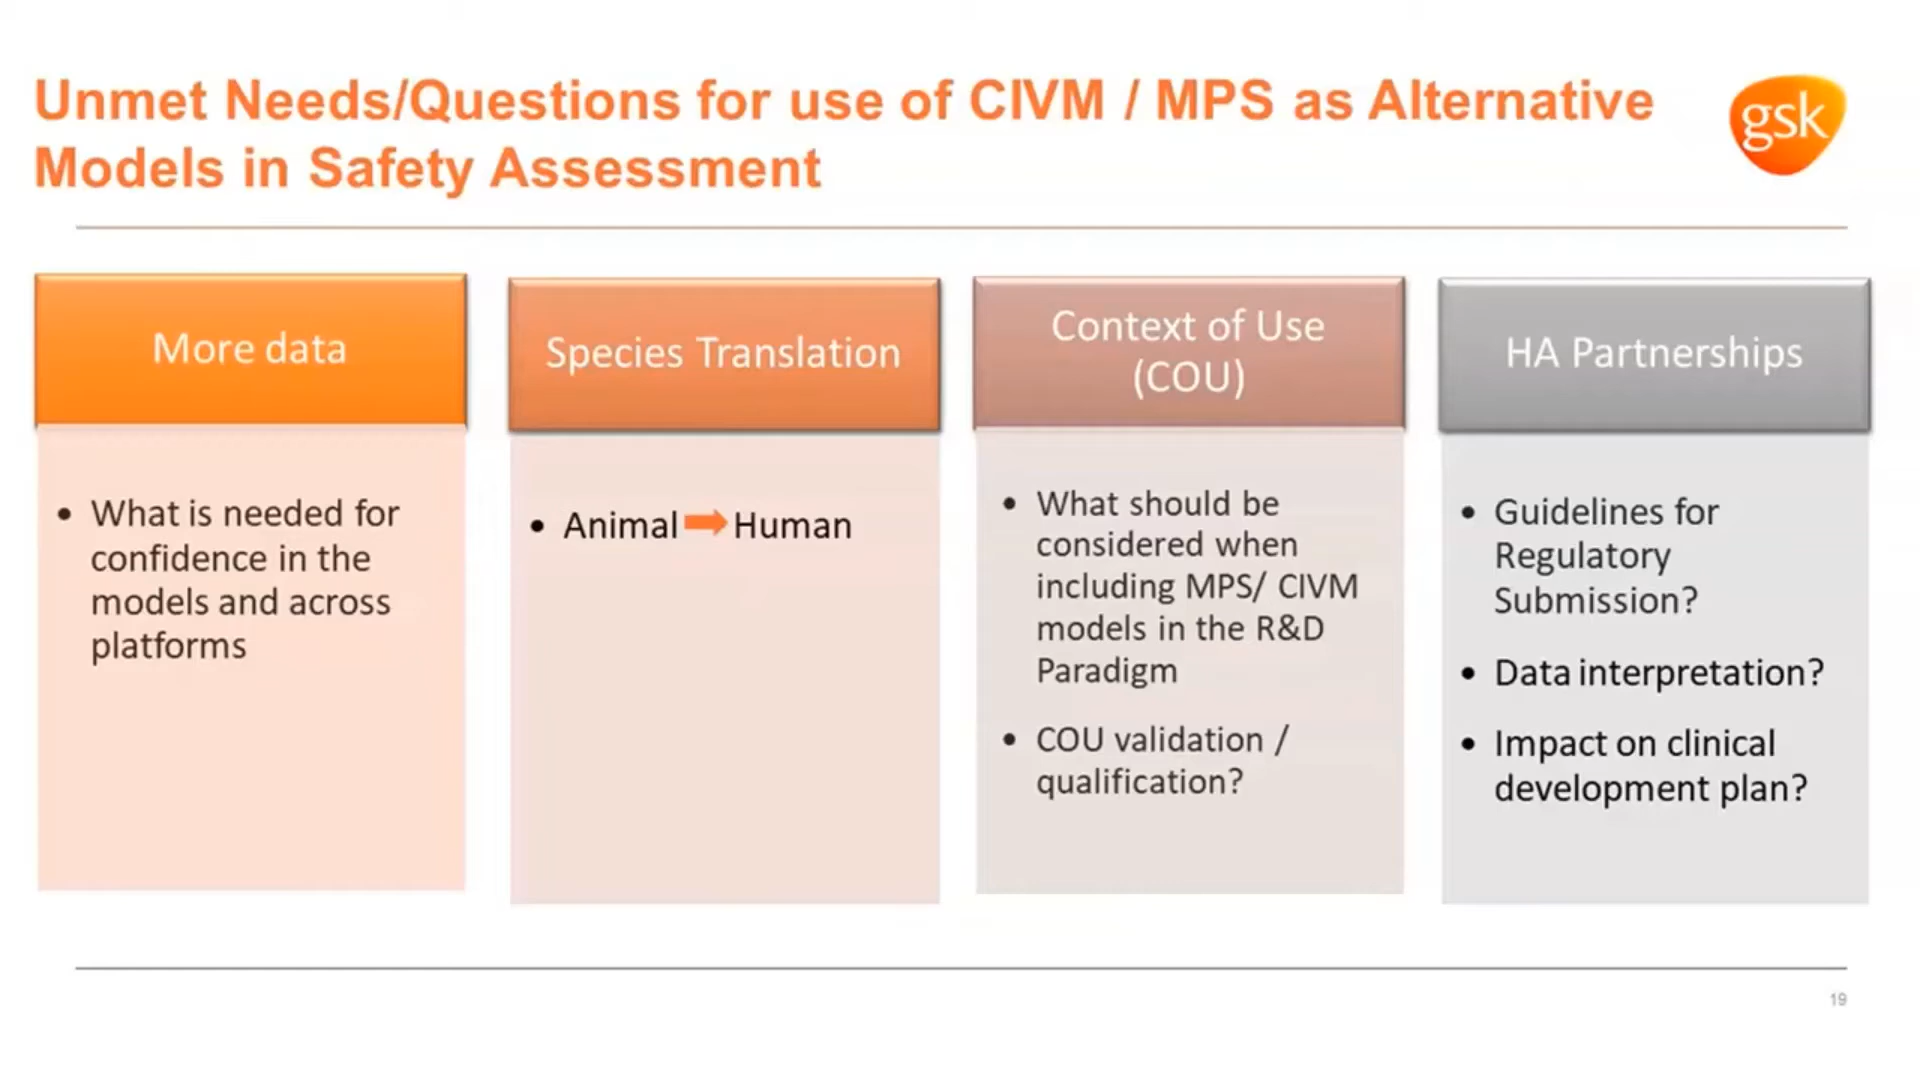 Unmet Needs/Questions for use of CIVM / MPS as Alternative
Models in Safety Assessment
gsk
More data
• What is needed for
confidence in the
models and across
platforms
Species Translation
• Animal Human
Context of Use
(COU)
• What should be
considered when
including MPS/ CIVM
models in the R&D
Paradigm
• COU validation /
qualification?
HA Partnerships
• Guidelines for
Regulatory
Submission?
• Data interpretation?
• Impact on clinical
development plan?
19